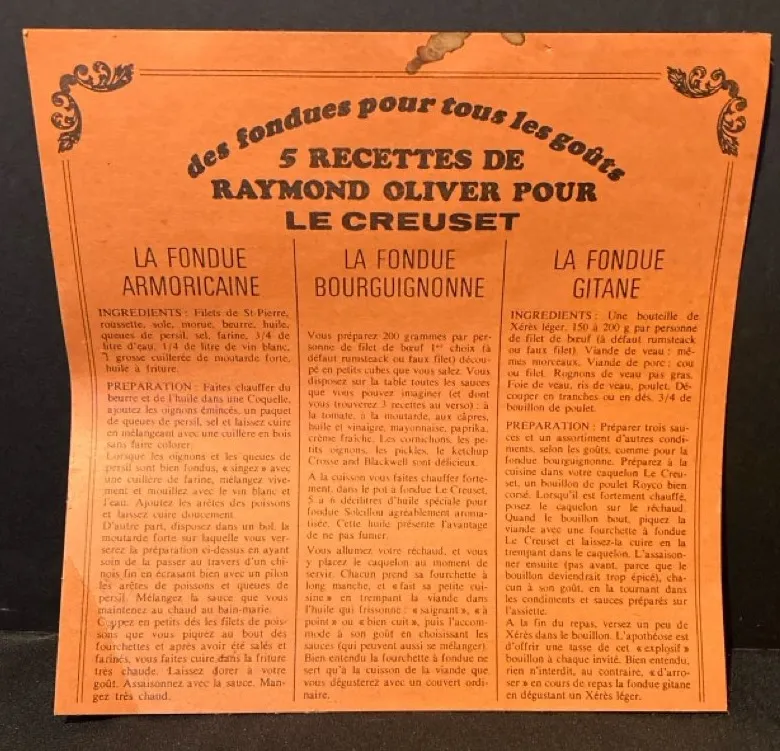 des fondues pour tous les goûts
5 RECETTES DE
RAYMOND OLIVER POUR
LE CREUSET
LA FONDUE
ARMORICAINE
INGREDIENTS : Filets de St-Pierre,
roussette, sole, morue, beurre, huile,
queues de persil, sel, farine, 3/4 de
litre d'eau, 1/4 de litre de vin blanc,
1 grosse cuillerée de moutarde forte,
huile à friture.
PREPARATION : Faites chauffer du
beurre et de l'huile dans une Coquelle,
ajoutez les oignons émincés, un paquet
de queues de persil, sel et laissez cuire
en mélangeant avec une cuillère en bois
sans faire colorer.
Lorsque les oignons et les queues de
persil sont bien fondus, « singez » avec
une cuillère de farine, mélangez vive-
ment et mouillez avec le vin blanc et
l'eau. Ajoutez les arêtes des poissons
et laissez cuire doucement.
D'autre part, disposez dans un bol, la
moutarde forte sur laquelle vous ver-
serez la préparation ci-dessus en ayant
soin de la passer au travers d'un chi-
nois fin en écrasant bien avec un pilon
les arêtes de poissons et queues de
persil. Mélangez la sauce que vous
maintenez au chaud au bain-marie.
Coupez en petits dés les filets de pois-
sons que vous piquez au bout des
fourchettes et après avoir été salés et
farinés, vous faites cuire dans la friture
très chaude. Laissez dorer à votre
goût. Assaisonnez avec la sauce. Man-
gez très chaud.
LA FONDUE
BOURGUIGNONNE
Vous préparez 200 grammes par per-
sonne de filet de bœuf 1er choix (à
défaut rumsteack ou faux filet) décou-
pé en petits cubes que vous salez. Vous
disposez sur la table toutes les sauces
que vous pouvez imaginer (et dont
vous trouverez 3 recettes au verso) : à
la tomate, à la moutarde, aux câpres,
huile et vinaigre, mayonnaise, paprika,
crème fraîche. Les cornichons, les pe-
tits oignons, les pickles, le ketchup
Crosse and Blackwell sont délicieux.
A la cuisson vous faites chauffer forte-
ment, dans le pot à fondue Le Creuset,
5 à 6 décilitres d'huile spéciale pour
fondue Soleillou agréablement aroma-
tisée. Cette huile présente l'avantage
de ne pas fumer.
Vous allumez votre réchaud, et vous
y placez le caquelon au moment de
servir. Chacun prend sa fourchette à
long manche, et « fait sa petite cui-
sine » en trempant la viande dans
l'huile qui frissonne : « saignant », « à
point » ou « bien cuit », puis l'accom-
mode à son goût en choisissant les
sauces (qui peuvent aussi se mélanger).
Bien entendu la fourchette à fondue ne
sert qu'à la cuisson de la viande que
vous dégusterez avec un couvert ordi-
naire.
LA FONDUE
GITANE
INGREDIENTS : Une bouteille de
Xérès léger, 150 à 200 g par personne
de filet de bœuf (à défaut rumsteack
ou faux filet). Viande de veau : mê-
mes morceaux. Viande de porc : cou
ou filet. Rognons de veau pas gras.
Foie de veau, ris de veau, poulet. Dé-
couper en tranches ou en dés, 3/4 de
bouillon de poulet.
PREPARATION : Préparer trois sau-
ces et un assortiment d'autres condi-
ments, selon les goûts, comme pour la
fondue bourguignonne. Préparez à la
cuisine dans votre caquelon Le Creu-
set, un bouillon de poulet Royco bien
corsé. Lorsqu'il est fortement chauffé,
posez le caquelon sur le réchaud.
Quand le bouillon bout, piquez la
viande avec une fourchette à fondue
Le Creuset et laissez-la cuire en la
trempant dans le caquelon. L'assaison-
ner ensuite (pas avant, parce que le
bouillon deviendrait trop épicé), cha-
cun à son goût, en la tournant dans
les condiments et sauces préparés sur
l'assiette.
A la fin du repas, versez un peu de
Xérès dans le bouillon. L'apothéose est
d'offrir une tasse de cet « explosif »
bouillon à chaque invité. Bien entendu,
rien n'interdit, au contraire, « d'arro-
ser » en cours de repas la fondue gitane
en dégustant un Xérès léger.